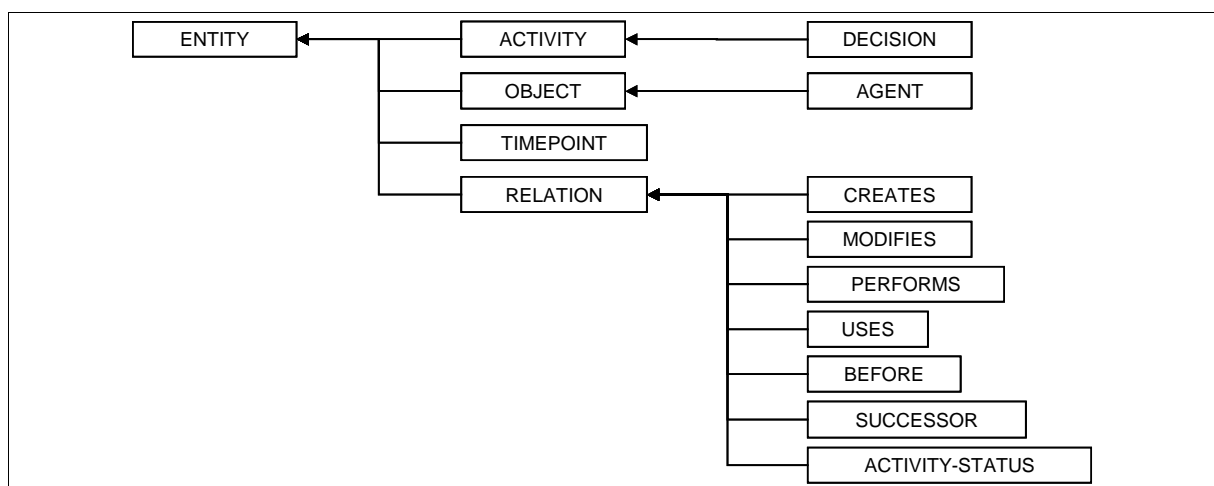 ENTITY
ACTIVITY
DECISION
OBJECT
AGENT
TIMEPOINT
RELATION
CREATES
MODIFIES
PERFORMS
USES
BEFORE
SUCCESSOR
ACTIVITY-STATUS